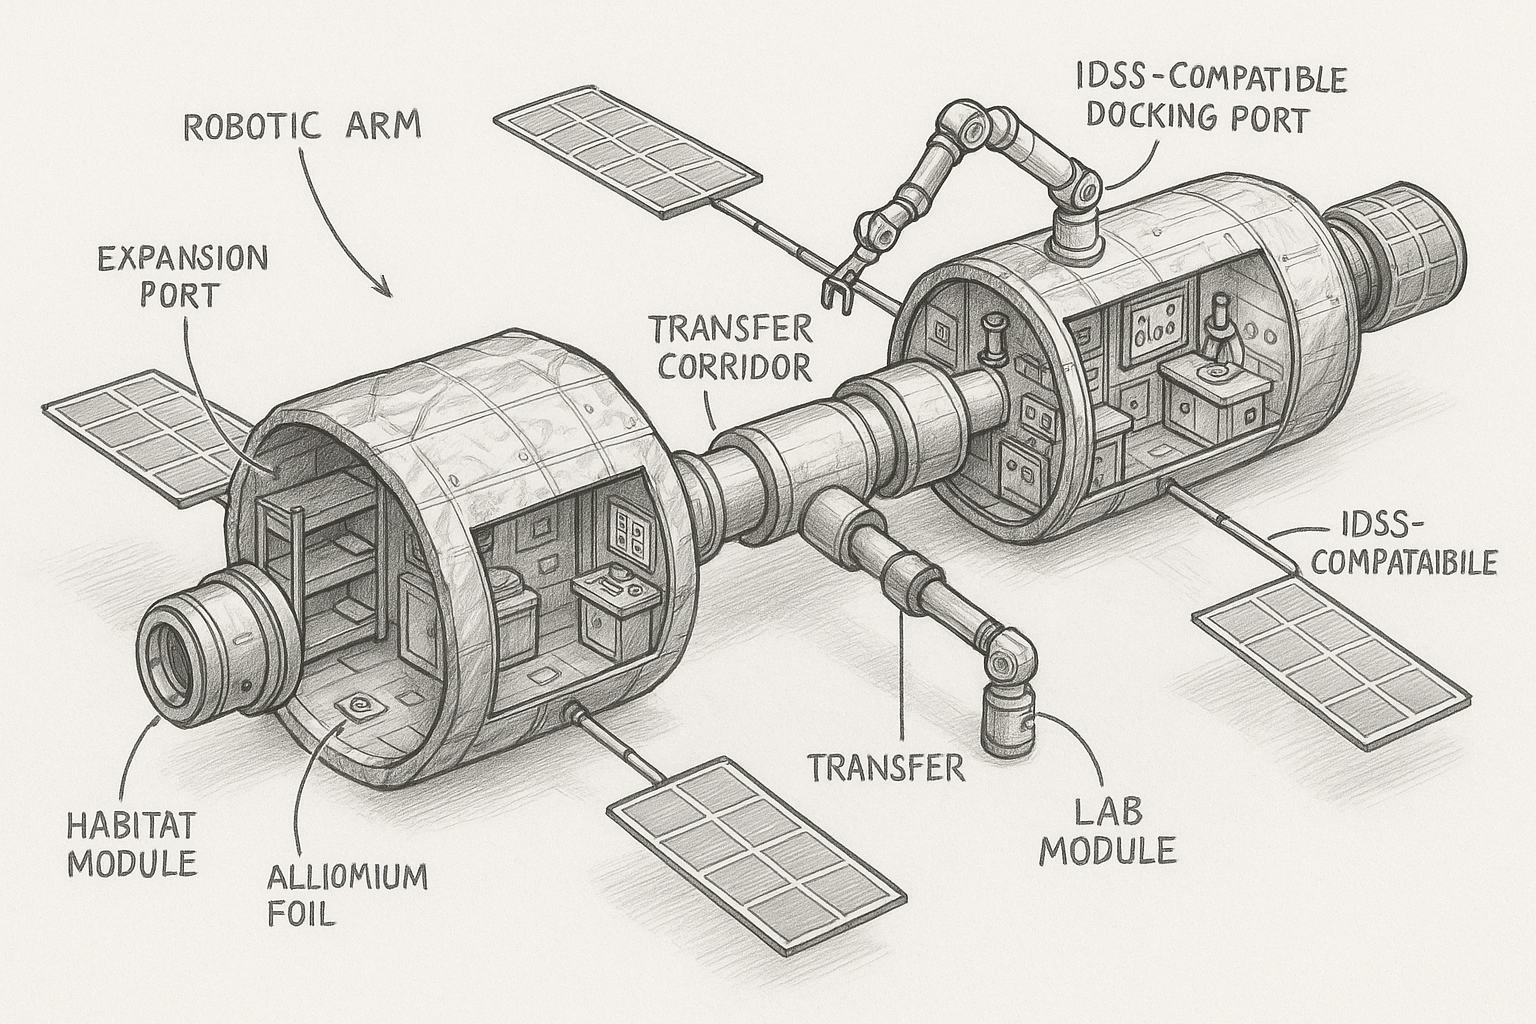 IDSS-COMPATIBLE
DOCKING PORT
ROBOTIC ARM
EXPANSION
PORT
TRANSFER
CORRIDOR
IDSS-
COMPATAIBILE
TRANSFER
LAB
MODULE
HABITAT
MODULE
ALLIOMIUM
FOIL